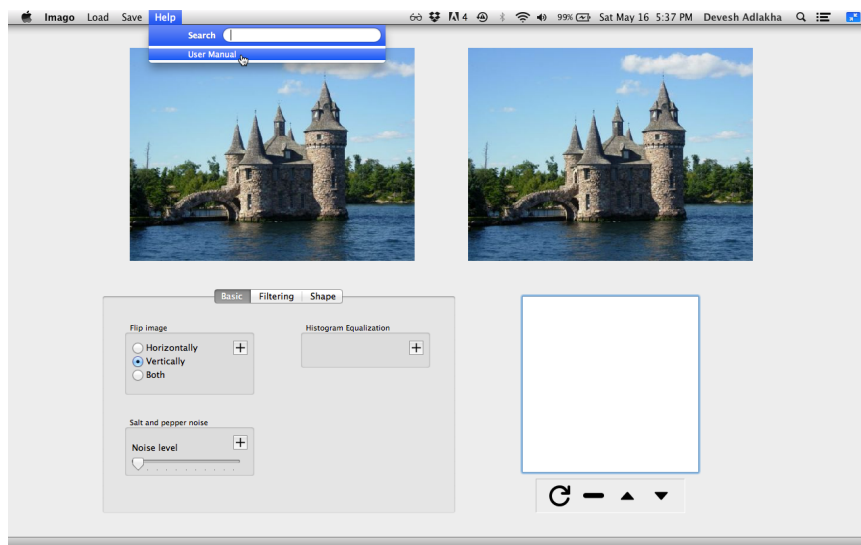 Imago Load Save Help 4 99% Sat May 16 5:37 PM Devesh Adlakha
Search
User Manual
Basic Filtering Shape
Flip image
Horizontally
Vertically
Both
Histogram Equalization
Salt and pepper noise
Noise level